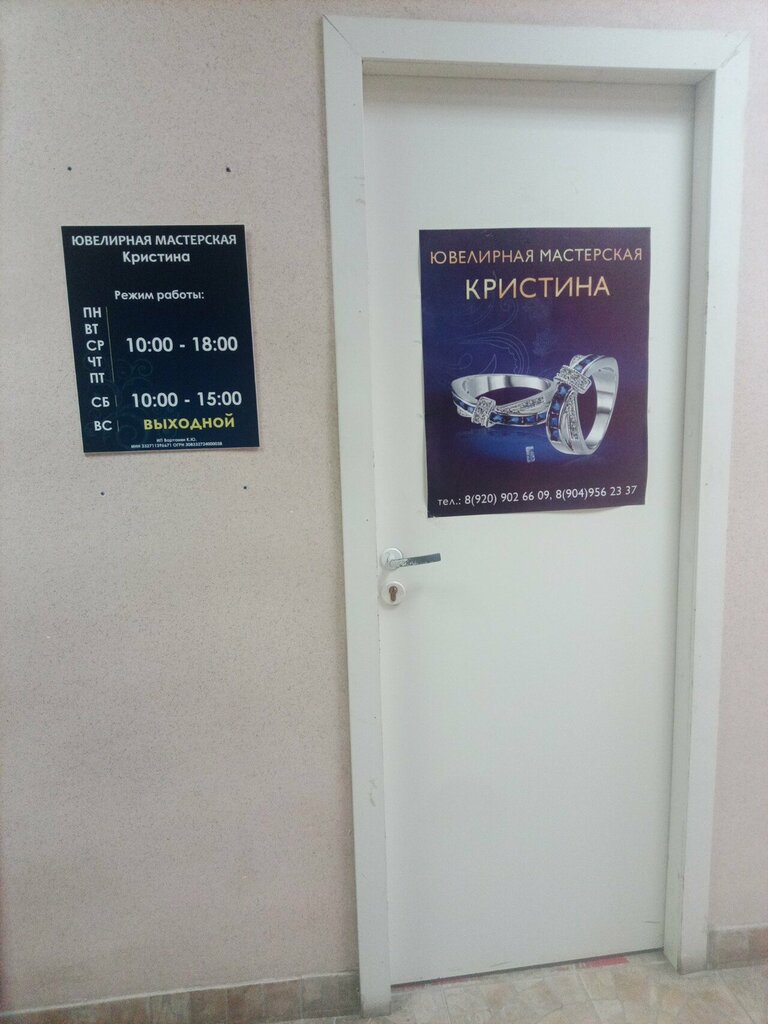 ЮВЕЛИРНАЯ МАСТЕРСКАЯ
Кристина
Режим работы:
ПН
ВТ
СР 10:00 - 18:00
ЧТ
ПТ
СБ 10:00 - 15:00
ВС ВЫХОДНОЙ
ЮВЕЛИРНАЯ МАСТЕРСКАЯ
КРИСТИНА
тел.: 8(920) 902 66 09, 8(904)956 23 37